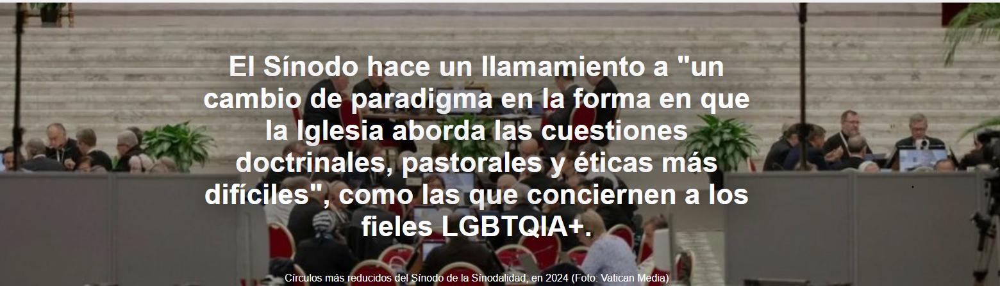 El Sínodo hace un llamamiento a "un
cambio de paradigma en la forma en que
la Iglesia aborda las cuestiones
doctrinales, pastorales y éticas más
difíciles", como las que conciernen a los
fieles LGBTQIA+.
Círculos más reducidos del Sínodo de la Sínodalidad, en 2024 (Foto: Vatican Media)